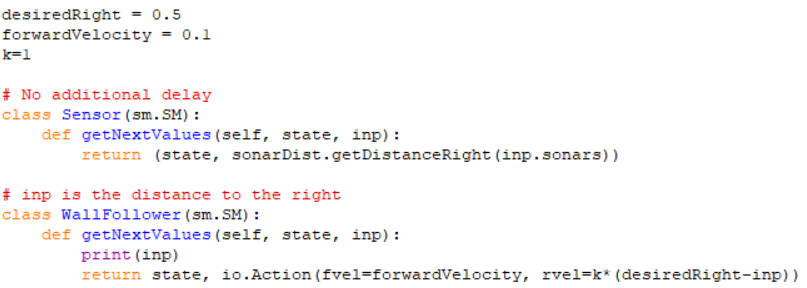 desiredRight = 0.5
forwardVelocity = 0.1
k=1
# No additional delay
class Sensor(sm.SM):
    def getNextValues(self, state, inp):
        return (state, sonarDist.getDistanceRight(inp.sonars))
# inp is the distance to the right
class WallFollower(sm.SM):
    def getNextValues(self, state, inp):
        print(inp)
        return state, io.Action(fvel=forwardVelocity, rvel=k*(desiredRight-inp))